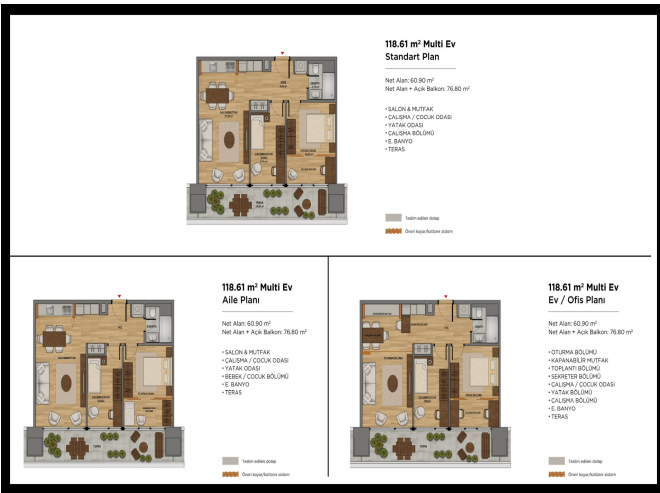 118.61 m² Multi Ev
Standart Plan
Net Alan: 60.90 m²
Net Alan + Açık Balkon: 76.80 m²
• SALON & MUTFAK
• ÇALIŞMA / ÇOCUK ODASI
• YATAK ODASI
• ÇALIŞMA BÖLÜMÜ
• E. BANYO
• TERAS
Teslim edilen dolap
Öneri kayar/katlanır sistem
118.61 m² Multi Ev
Aile Planı
Net Alan: 60.90 m²
Net Alan + Açık Balkon: 76.80 m²
• SALON & MUTFAK
• ÇALIŞMA / ÇOCUK ODASI
• YATAK ODASI
• BEBEK / ÇOCUK BÖLÜMÜ
• E. BANYO
• TERAS
Teslim edilen dolap
Öneri kayar/katlanır sistem
118.61 m² Multi Ev
Ev / Ofis Planı
Net Alan: 60.90 m²
Net Alan + Açık Balkon: 76.80 m²
• OTURMA BÖLÜMÜ
• KAPANABİLİR MUTFAK
• TOPLANTI BÖLÜMÜ
• SEKRETER BÖLÜMÜ
• ÇALIŞMA / ÇOCUK ODASI
• YATAK BÖLÜMÜ
• ÇALIŞMA BÖLÜMÜ
• E. BANYO
• TERAS
Teslim edilen dolap
Öneri kayar/katlanır sistem